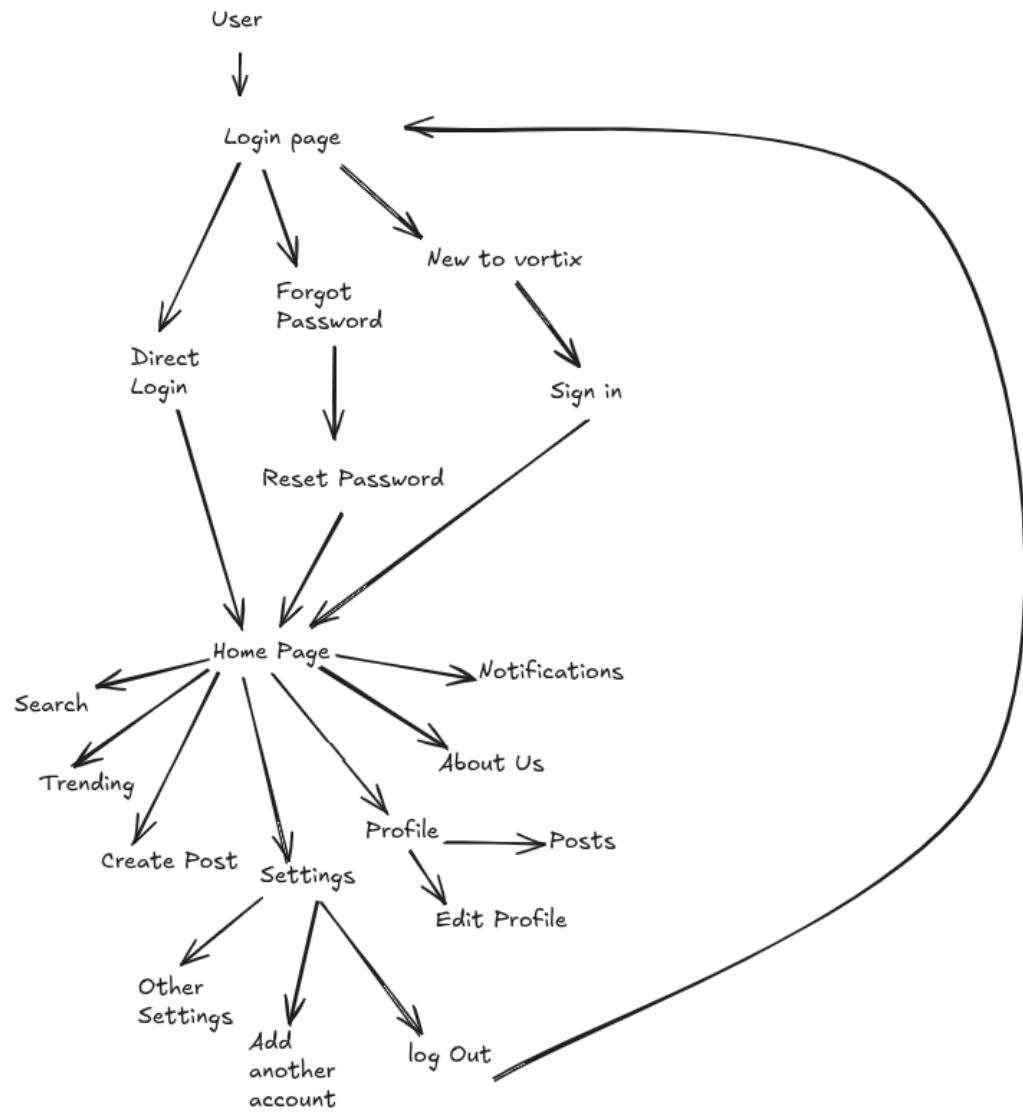 User
Login page
New to vortix
Forgot
Password
Direct
Login
Sign in
Reset Password
Home Page
Notifications
Search
About Us
Trending
Profile
Posts
Create Post
Settings
Edit Profile
Other
Settings
Add
another
account
log Out